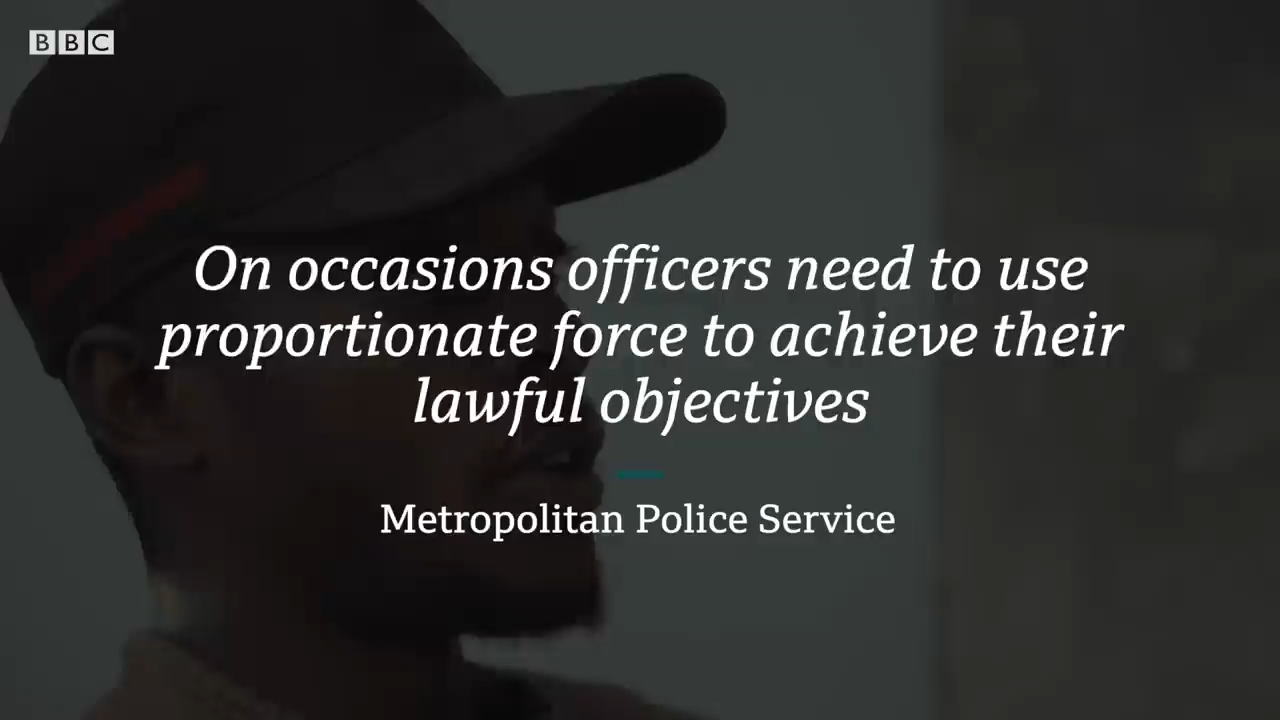 BBC
On occasions officers need to use
proportionate force to achieve their
lawful objectives
Metropolitan Police Service